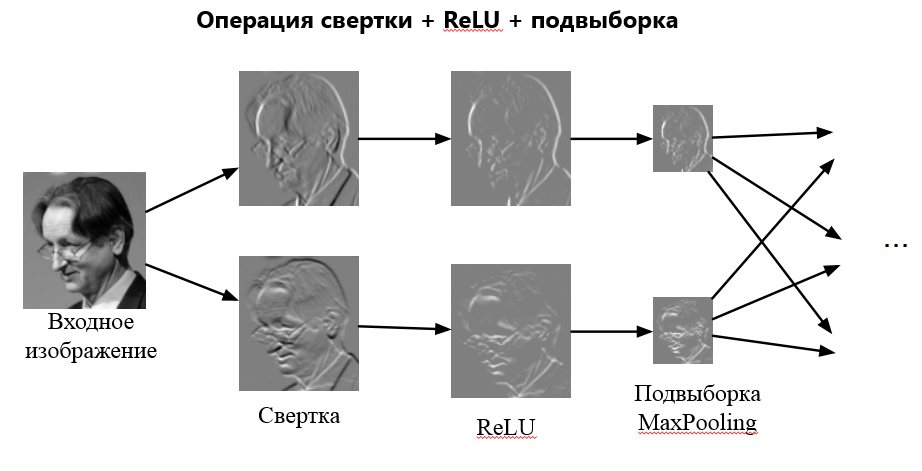 Операция свертки + ReLU + подвыборка
Входное
изображение
Свертка
ReLU
Подвыборка
MaxPooling
...